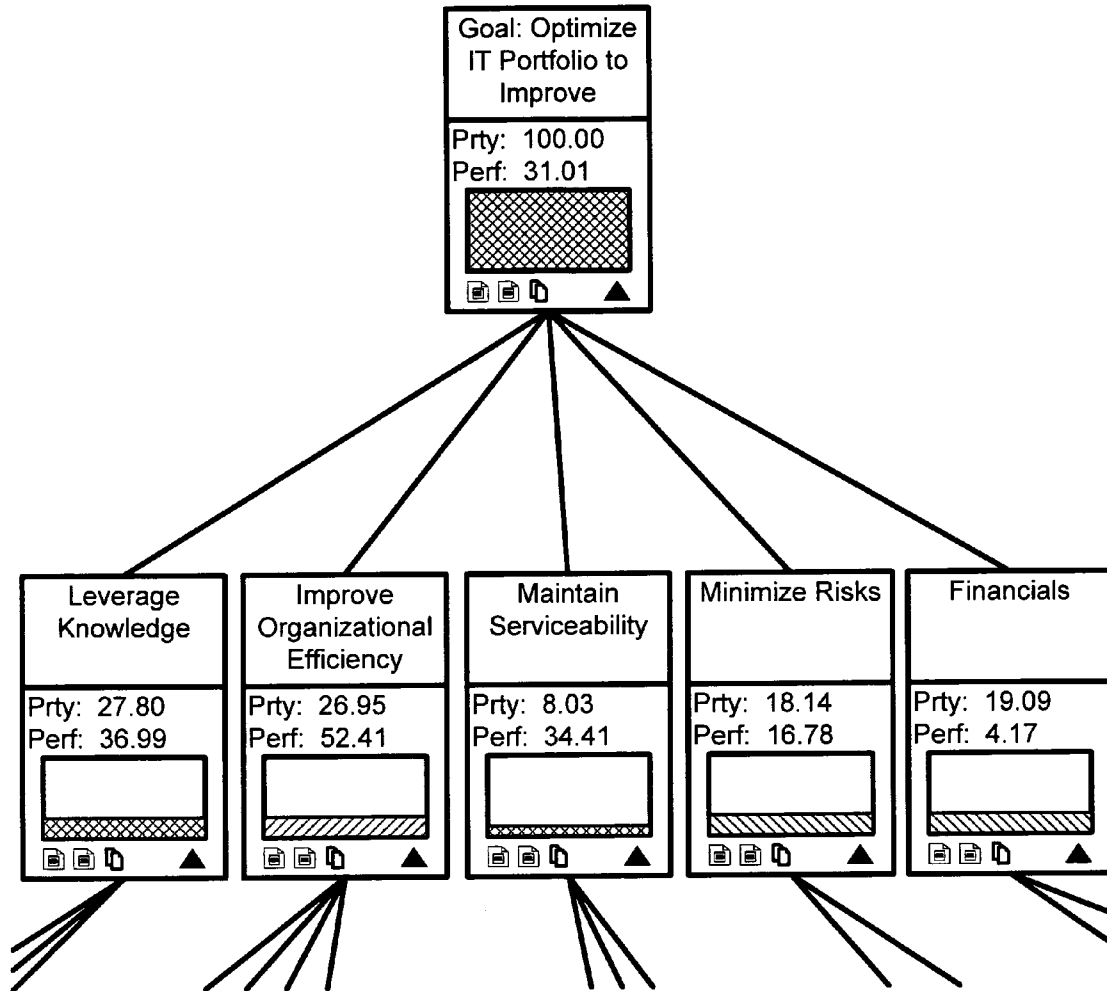 Goal: Optimize
IT Portfolio to
Improve
Prty: 100.00
Perf: 31.01
Leverage
Knowledge
Prty: 27.80
Perf: 36.99
Improve
Organizational
Efficiency
Prty: 26.95
Perf: 52.41
Maintain
Serviceability
Prty: 8.03
Perf: 34.41
Minimize Risks
Prty: 18.14
Perf: 16.78
Financials
Prty: 19.09
Perf: 4.17